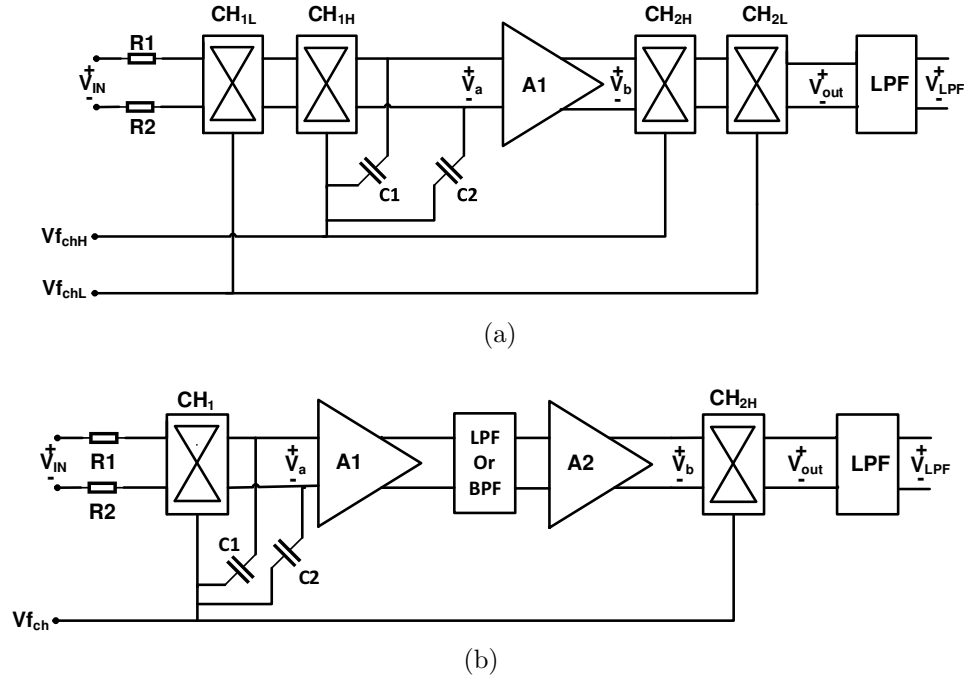 CH1L CH1H CH2H CH2L
R1 R2
+ VIN -
+ Va -
A1
+ Vb -
+ Vout -
LPF
+ VLPF -
C1 C2
VfchH
VfchL
(a)
CH1 CH2H
R1 R2
+ VIN -
+ Va -
A1
LPF
Or
BPF
A2
+ Vb -
+ Vout -
LPF
+ VLPF -
C1 C2
Vfch
(b)